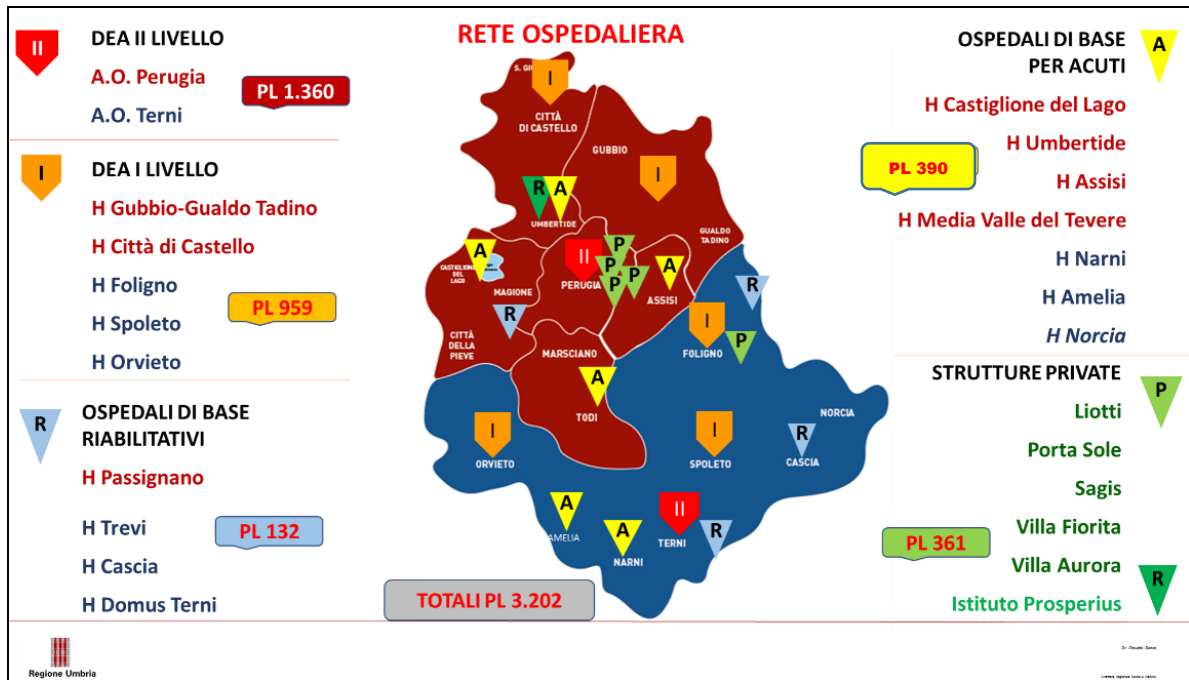 RETE OSPEDALIERA
II
DEA II LIVELLO
A.O. Perugia
A.O. Terni
PL 1.360
I
DEA I LIVELLO
H Gubbio-Gualdo Tadino
H Città di Castello
H Foligno
H Spoleto
H Orvieto
PL 959
R
OSPEDALI DI BASE
RIABILITATIVI
H Passignano
H Trevi
H Cascia
H Domus Terni
PL 132
I
CITTÀ
DI CASTELLO
GUBBIO
I
R
A
UMBERTIDE
GUALDO
TADINO
A
CASTIGLIONE
DEL
LAGO
MAGIONE
II
PERUGIA
P
P
P
P
A
ASSISI
R
R
CITTÀ
DELLA
PIEVE
MARSCIANO
I
FOLIGNO
P
A
TODI
I
ORVIETO
I
SPOLETO
NORCIA
R
CASCIA
A
AMELIA
A
NARNI
II
TERNI
R
TOTALI PL 3.202
OSPEDALI DI BASE
PER ACUTI
A
H Castiglione del Lago
H Umbertide
H Assisi
H Media Valle del Tevere
H Narni
H Amelia
H Norcia
PL 390
STRUTTURE PRIVATE
P
Liotti
Porta Sole
Sagis
Villa Fiorita
Villa Aurora
Istituto Prosperius
R
PL 361
Regione Umbria